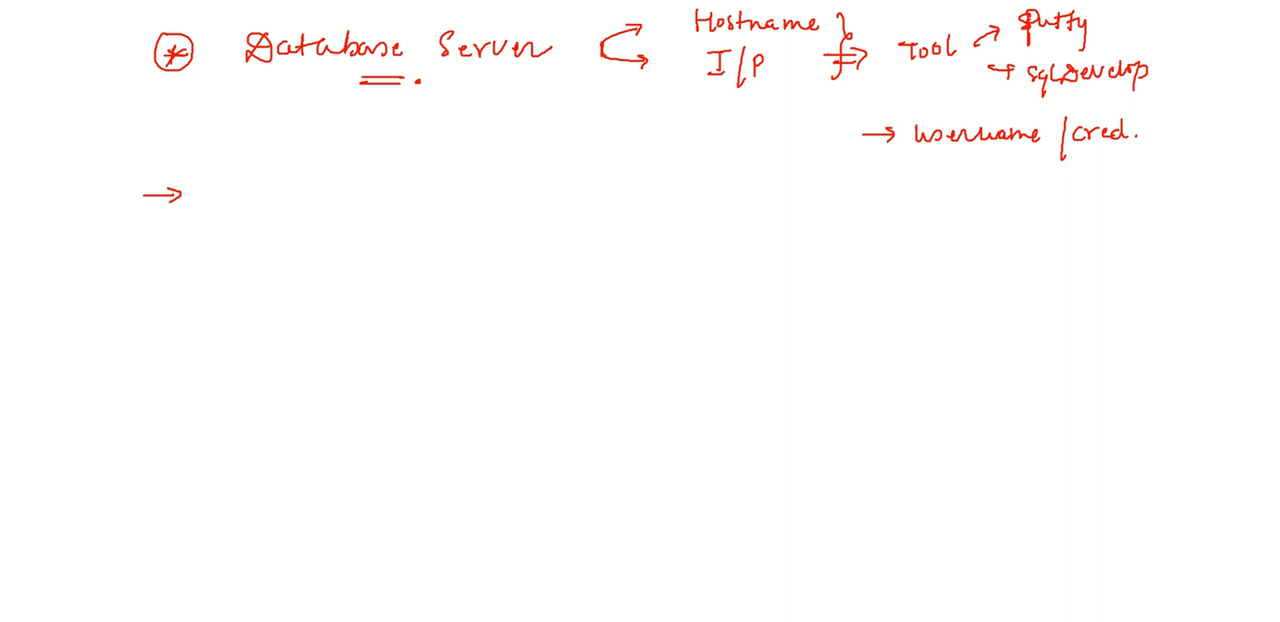 * Database Server Hostname Tool Putty
I/P SqlDevelop
→ Username / cred.
→